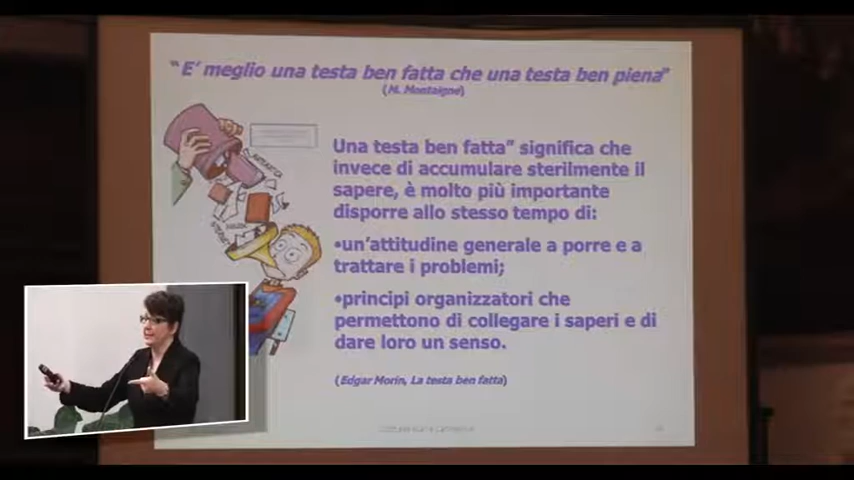 “E’ meglio una testa ben fatta che una testa ben piena”
(M. Montaigne)
Una testa ben fatta” significa che
invece di accumulare sterilmente il
sapere, è molto più importante
disporre allo stesso tempo di:
•un’attitudine generale a porre e a
trattare i problemi;
•principi organizzatori che
permettono di collegare i saperi e di
dare loro un senso.
(Edgar Morin, La testa ben fatta)